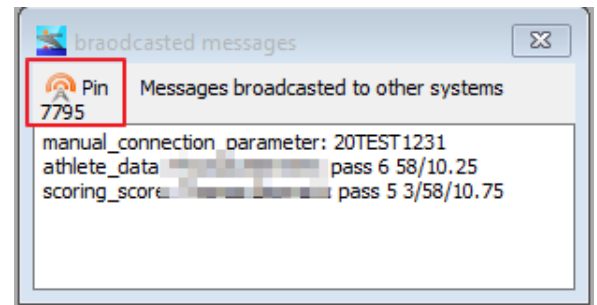 braodcasted messages
Pin Messages broadcasted to other systems
7795
manual_connection_parameter: 20TEST1231
athlete_data pass 6 58/10.25
scoring_score pass 5 3/58/10.75